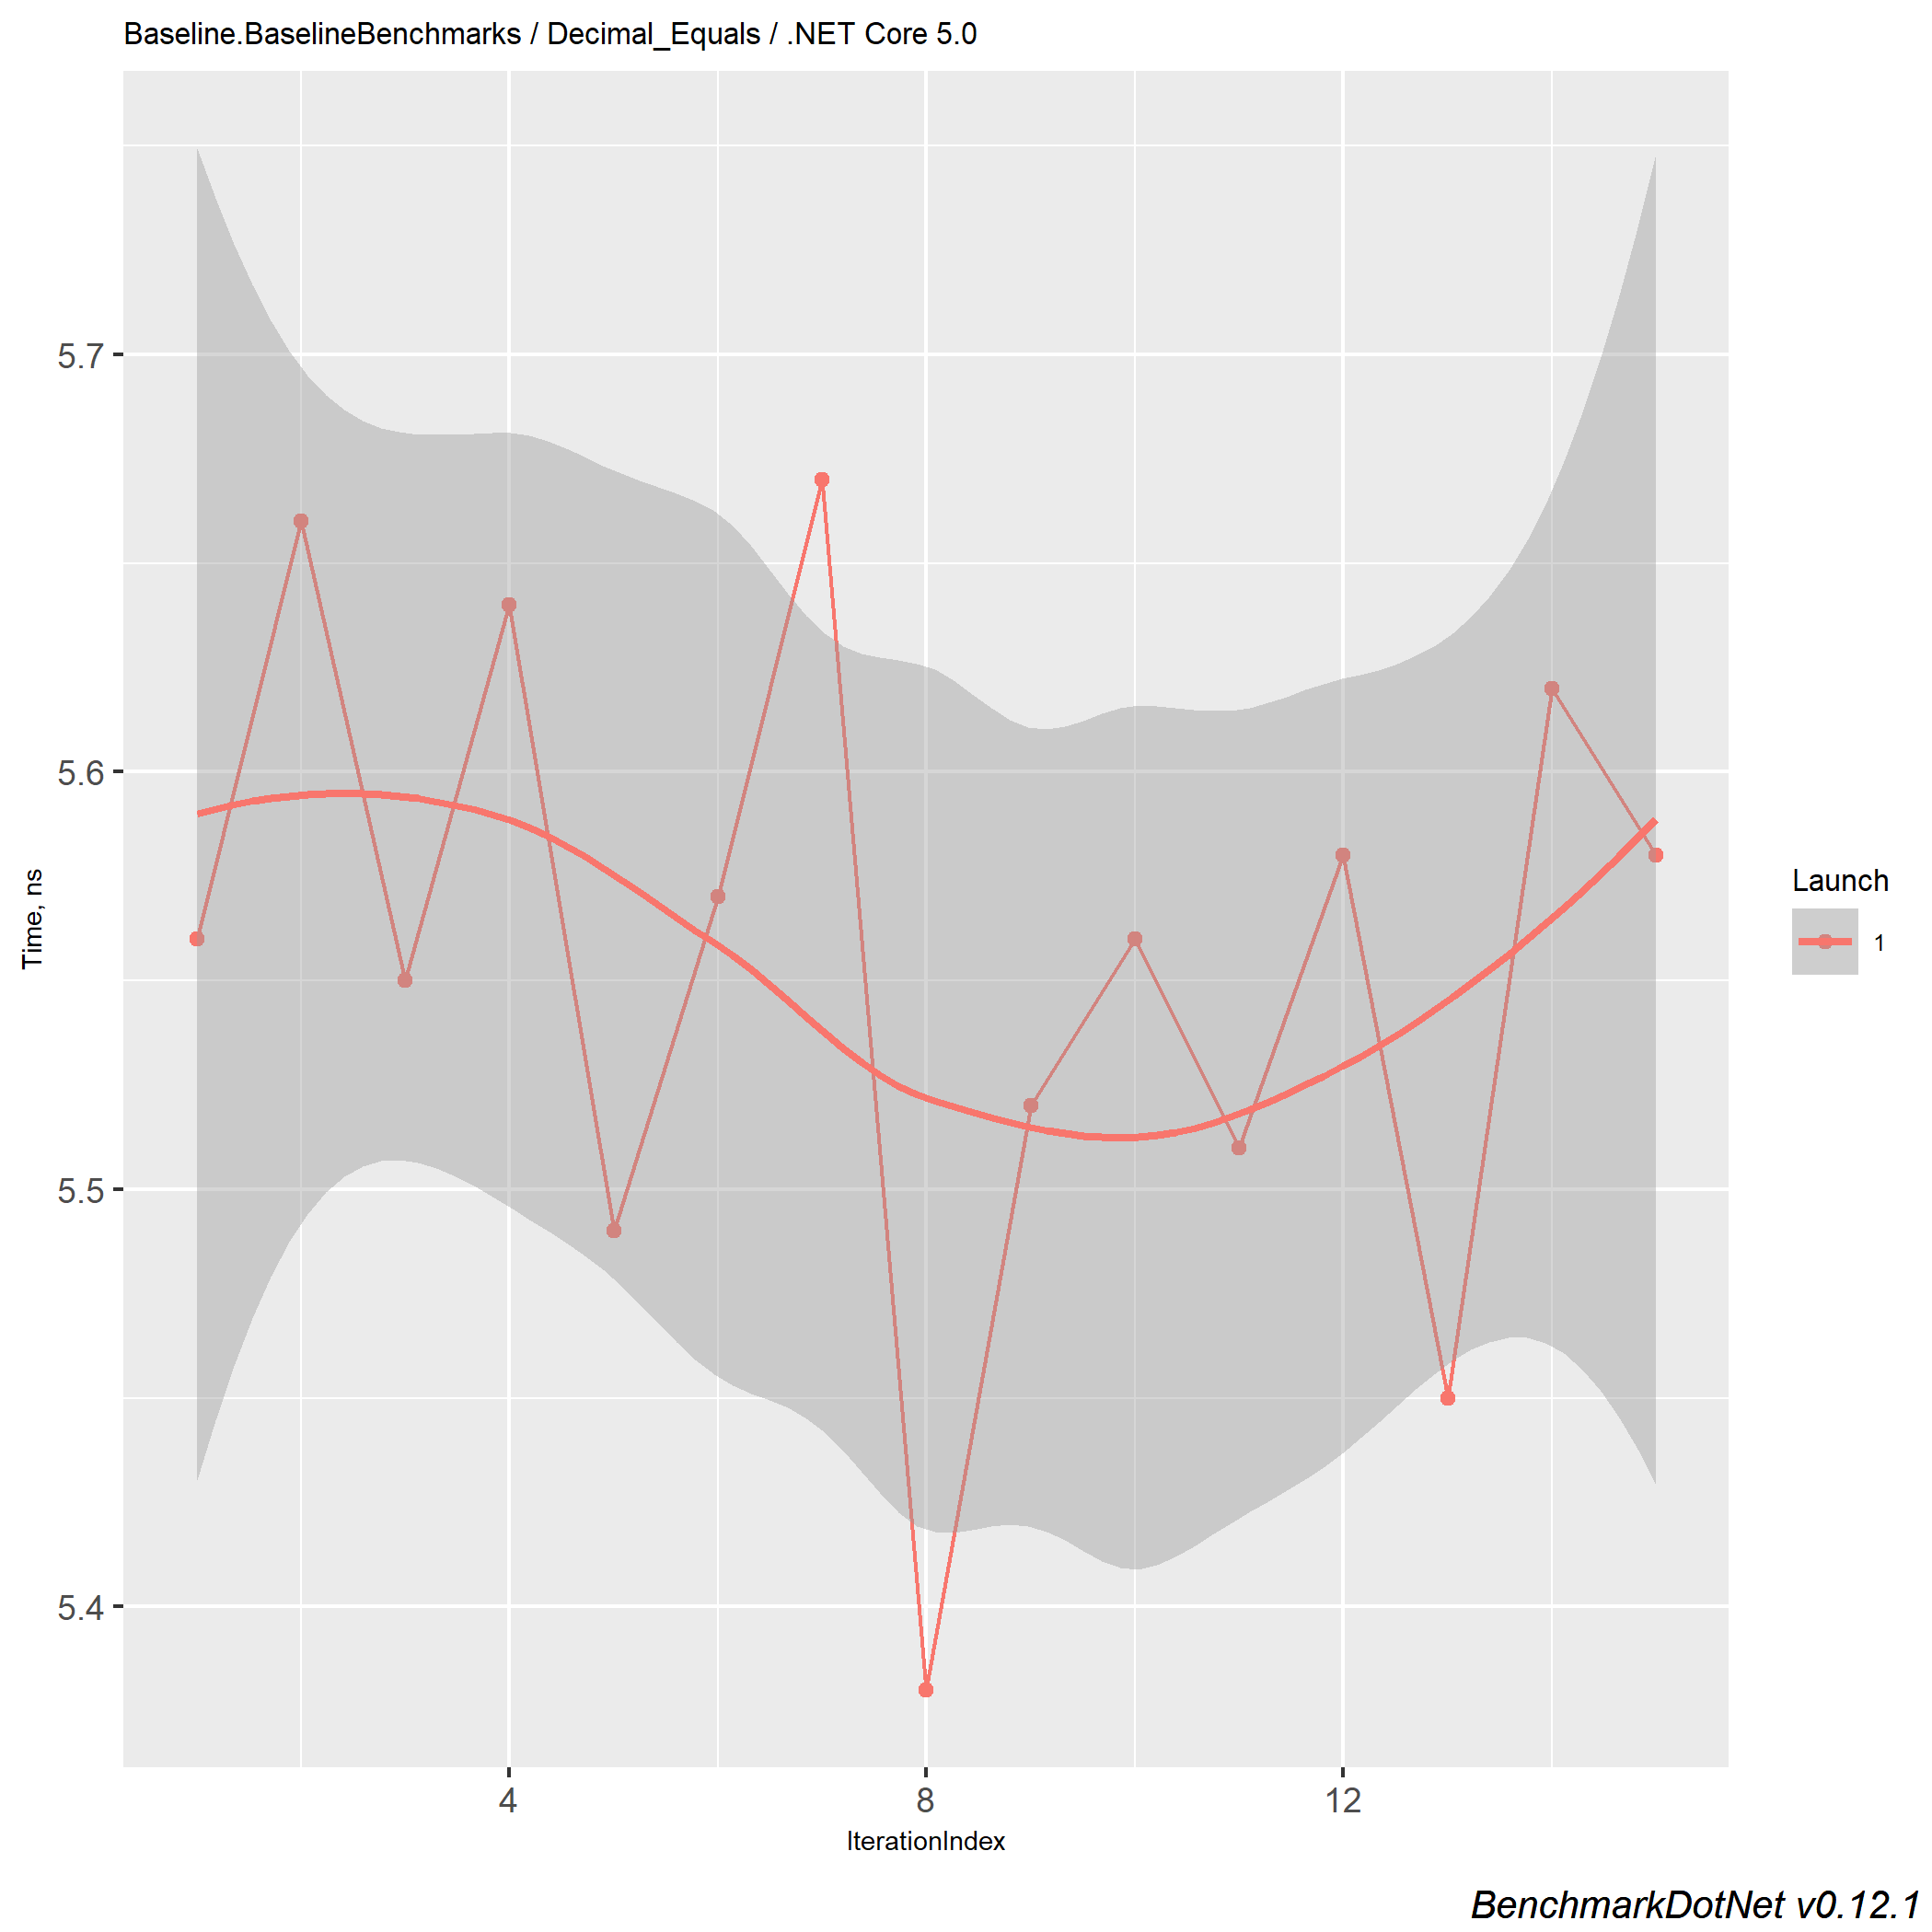 Baseline.BaselineBenchmarks / Decimal_Equals / .NET Core 5.0
Time, ns
5.7
5.6
5.5
5.4
4
8
12
IterationIndex
Launch
1
BenchmarkDotNet v0.12.1